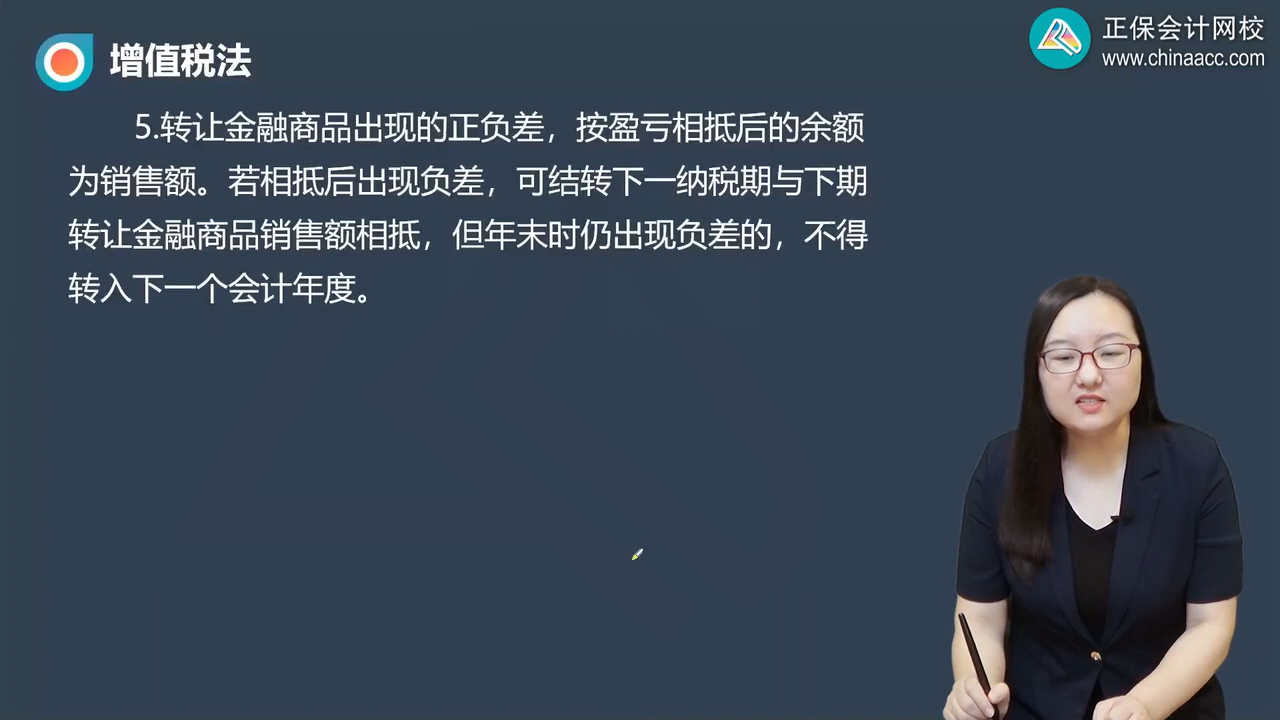 增值税法
正保会计网校
www.chinaacc.com
5.转让金融商品出现的正负差，按盈亏相抵后的余额
为销售额。若相抵后出现负差，可结转下一纳税期与下期
转让金融商品销售额相抵，但年末时仍出现负差的，不得
转入下一个会计年度。